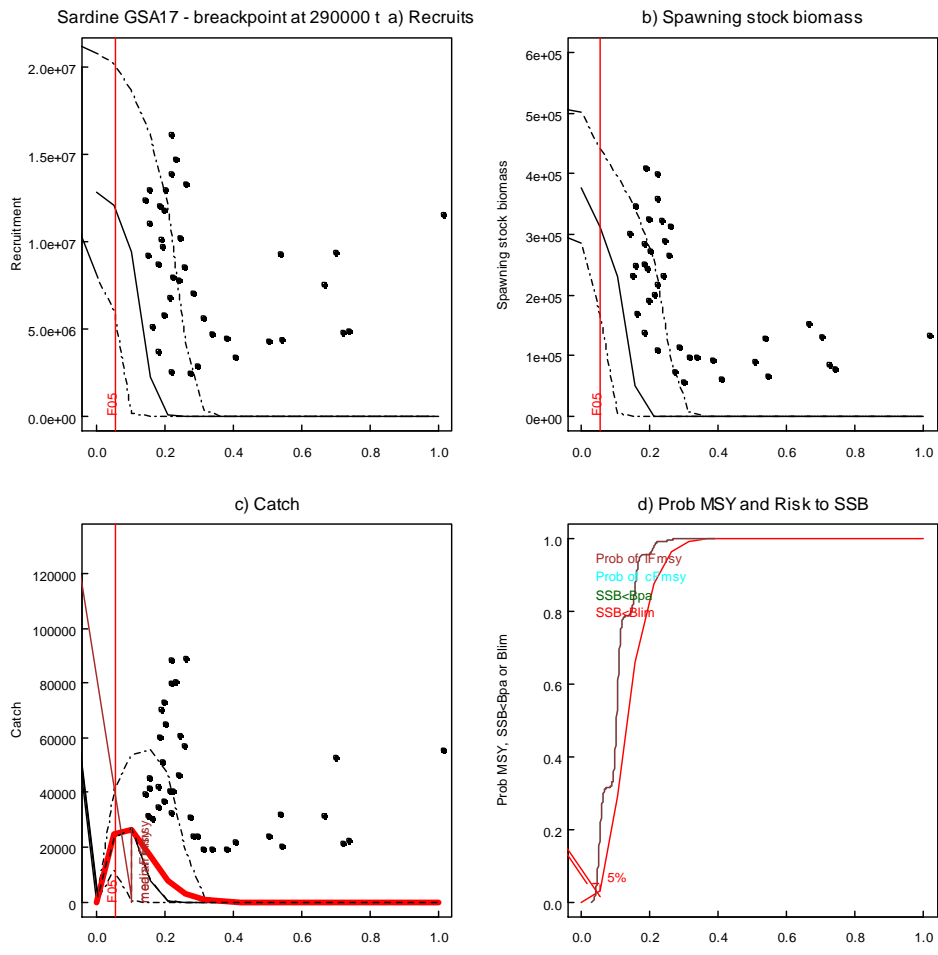 Sardine GSA17 - breackpoint at 290000 t a) Recruits
Recruitment
2.0e+07
1.5e+07
1.0e+07
5.0e+06
0.0e+00
F05
0.0 0.2 0.4 0.6 0.8 1.0
b) Spawning stock biomass
Spawning stock biomass
6e+05
5e+05
4e+05
3e+05
2e+05
1e+05
0e+00
F05
0.0 0.2 0.4 0.6 0.8 1.0
c) Catch
Catch
120000
100000
80000
60000
40000
20000
0
F05
0.0 0.2 0.4 0.6 0.8 1.0
d) Prob MSY and Risk to SSB
Prob MSY, SSB<Bpa or Blim
1.0
0.8
0.6
0.4
0.2
0.0
Prob of lFmsy
Prob of cFmsy
SSB<Bpa
SSB<Blim
5%
0.0 0.2 0.4 0.6 0.8 1.0